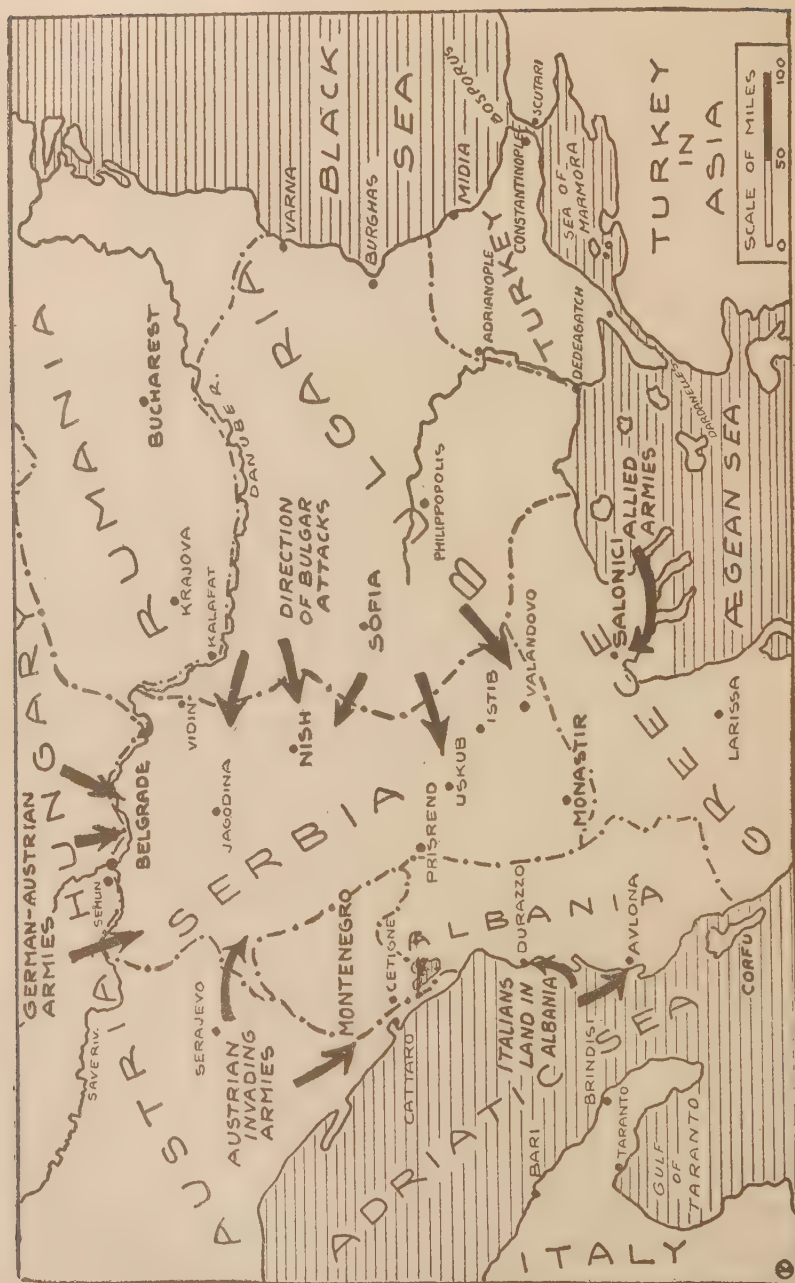 GERMAN-AUSTRIAN
ARMIES
HUNGARY
RUMANIA
BUCHAREST
KRAJOVA
KALAFAT
DANUBE R.
BLACK
SEA
VARNA
BURGHAS
MIDIA
BOSPORUS
CONSTANTINOPLE
SCUTARI
SEA OF
MARMORA
TURKEY
IN
ASIA
SCALE OF MILES
0 50 100
AUSTRIA
SAVE RIV.
SEMUN
BELGRADE
VIDIN
JAGODINA
NISH
SERBIA
DIRECTION
OF BULGAR
ATTACKS
SOFIA
BULGARIA
PHILIPPOPOLIS
ADRIANOPLE
TURKEY
DEDEAGATCH
DARDANELLES
SERAJEVO
AUSTRIAN
INVADING
ARMIES
MONTENEGRO
CETIGNE
CATTARO
PRISREND
USKUB
ISTIB
VALANDOVO
MONASTIR
SALONICI
ALLIED
ARMIES
ÆGEAN SEA
GREECE
LARISSA
ALBANIA
DURAZZO
AVLONA
ITALIANS
LAND IN
ALBANIA
CORFU
ADRIATIC SEA
BARI
BRINDISI
TARANTO
GULF
OF
TARANTO
ITALY